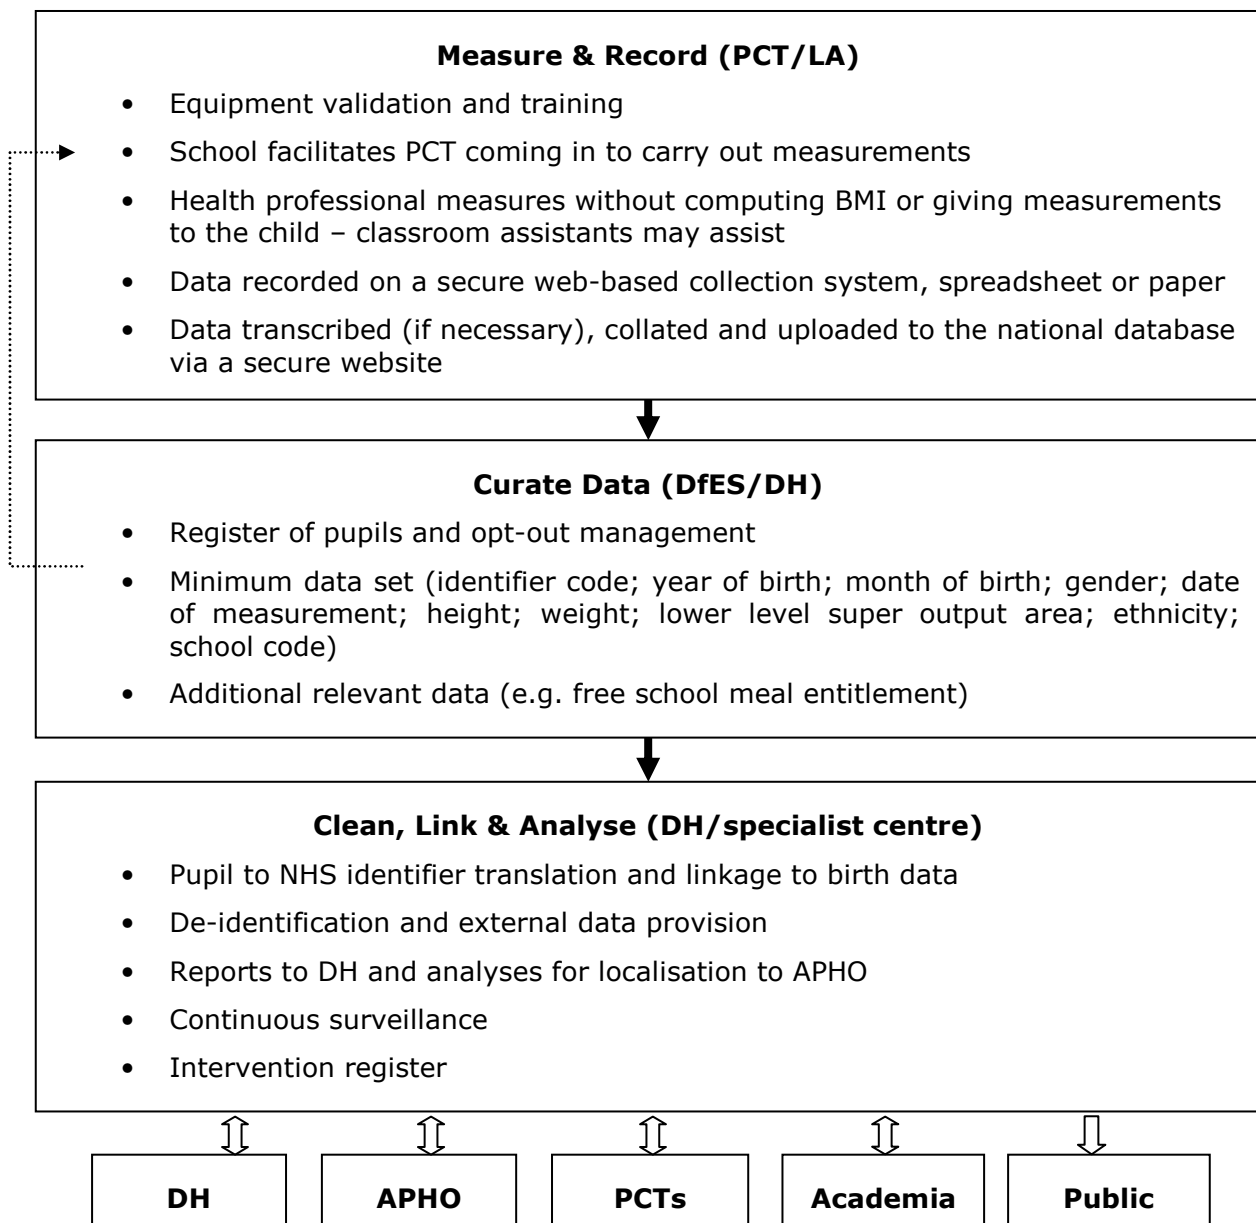 Measure & Record (PCT/LA)
• Equipment validation and training
• School facilitates PCT coming in to carry out measurements
• Health professional measures without computing BMI or giving measurements
to the child – classroom assistants may assist
• Data recorded on a secure web-based collection system, spreadsheet or paper
• Data transcribed (if necessary), collated and uploaded to the national database
via a secure website
Curate Data (DfES/DH)
• Register of pupils and opt-out management
• Minimum data set (identifier code; year of birth; month of birth; gender; date
of measurement; height; weight; lower level super output area; ethnicity;
school code)
• Additional relevant data (e.g. free school meal entitlement)
Clean, Link & Analyse (DH/specialist centre)
• Pupil to NHS identifier translation and linkage to birth data
• De-identification and external data provision
• Reports to DH and analyses for localisation to APHO
• Continuous surveillance
• Intervention register
DH APHO PCTs Academia Public